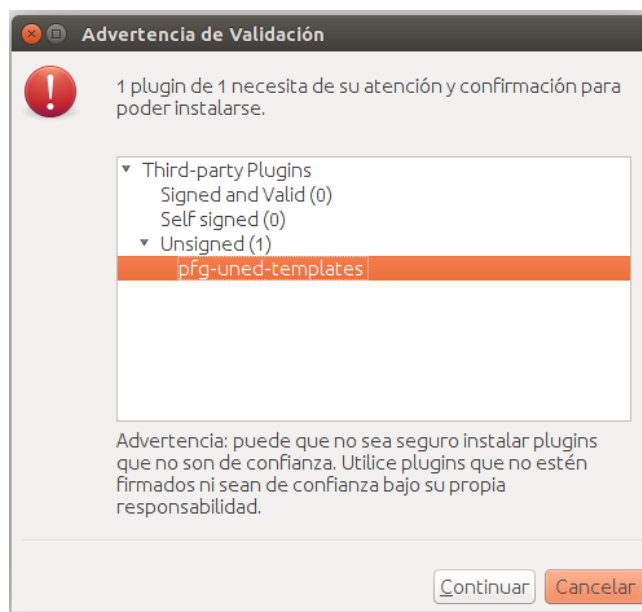 Advertencia de Validación
1 plugin de 1 necesita de su atención y confirmación para
poder instalarse.
Third-party Plugins
Signed and Valid (0)
Self signed (0)
Unsigned (1)
pfg-uned-templates
Advertencia: puede que no sea seguro instalar plugins
que no son de confianza. Utilice plugins que no estén
firmados ni sean de confianza bajo su propia
responsabilidad.
Continuar
Cancelar